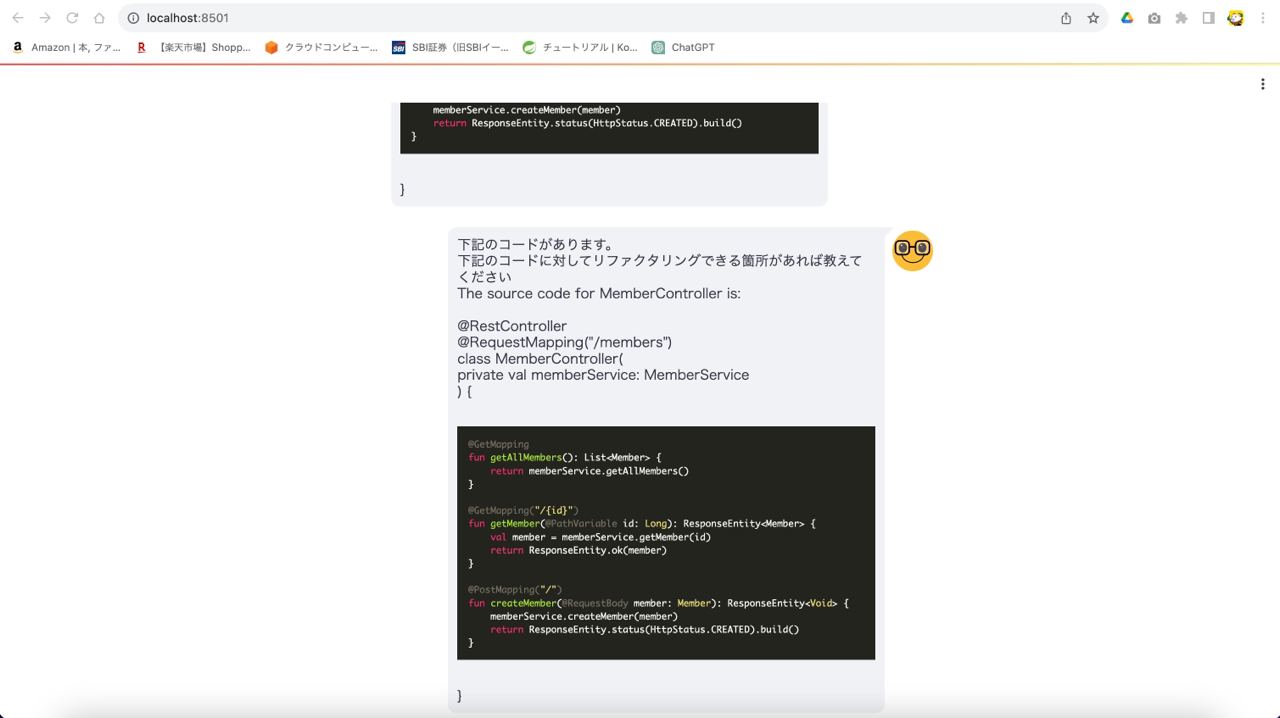 localhost:8501
Amazon | 本, ファ...
【楽天市場】Shopp...
クラウドコンピュー...
SBI証券（旧SBIイー...
チュートリアル | Ko...
ChatGPT
memberService.createMember(member)
return ResponseEntity.status(HttpStatus.CREATED).build()
}
}
下記のコードがあります。
下記のコードに対してリファクタリングできる箇所があれば教えて
ください
The source code for MemberController is:
@RestController
@RequestMapping("/members")
class MemberController(
private val memberService: MemberService
) {
@GetMapping
fun getAllMembers(): List<Member> {
return memberService.getAllMembers()
}
@GetMapping("/{id}")
fun getMember(@PathVariable id: Long): ResponseEntity<Member> {
val member = memberService.getMember(id)
return ResponseEntity.ok(member)
}
@PostMapping("/")
fun createMember(@RequestBody member: Member): ResponseEntity<Void> {
memberService.createMember(member)
return ResponseEntity.status(HttpStatus.CREATED).build()
}
}